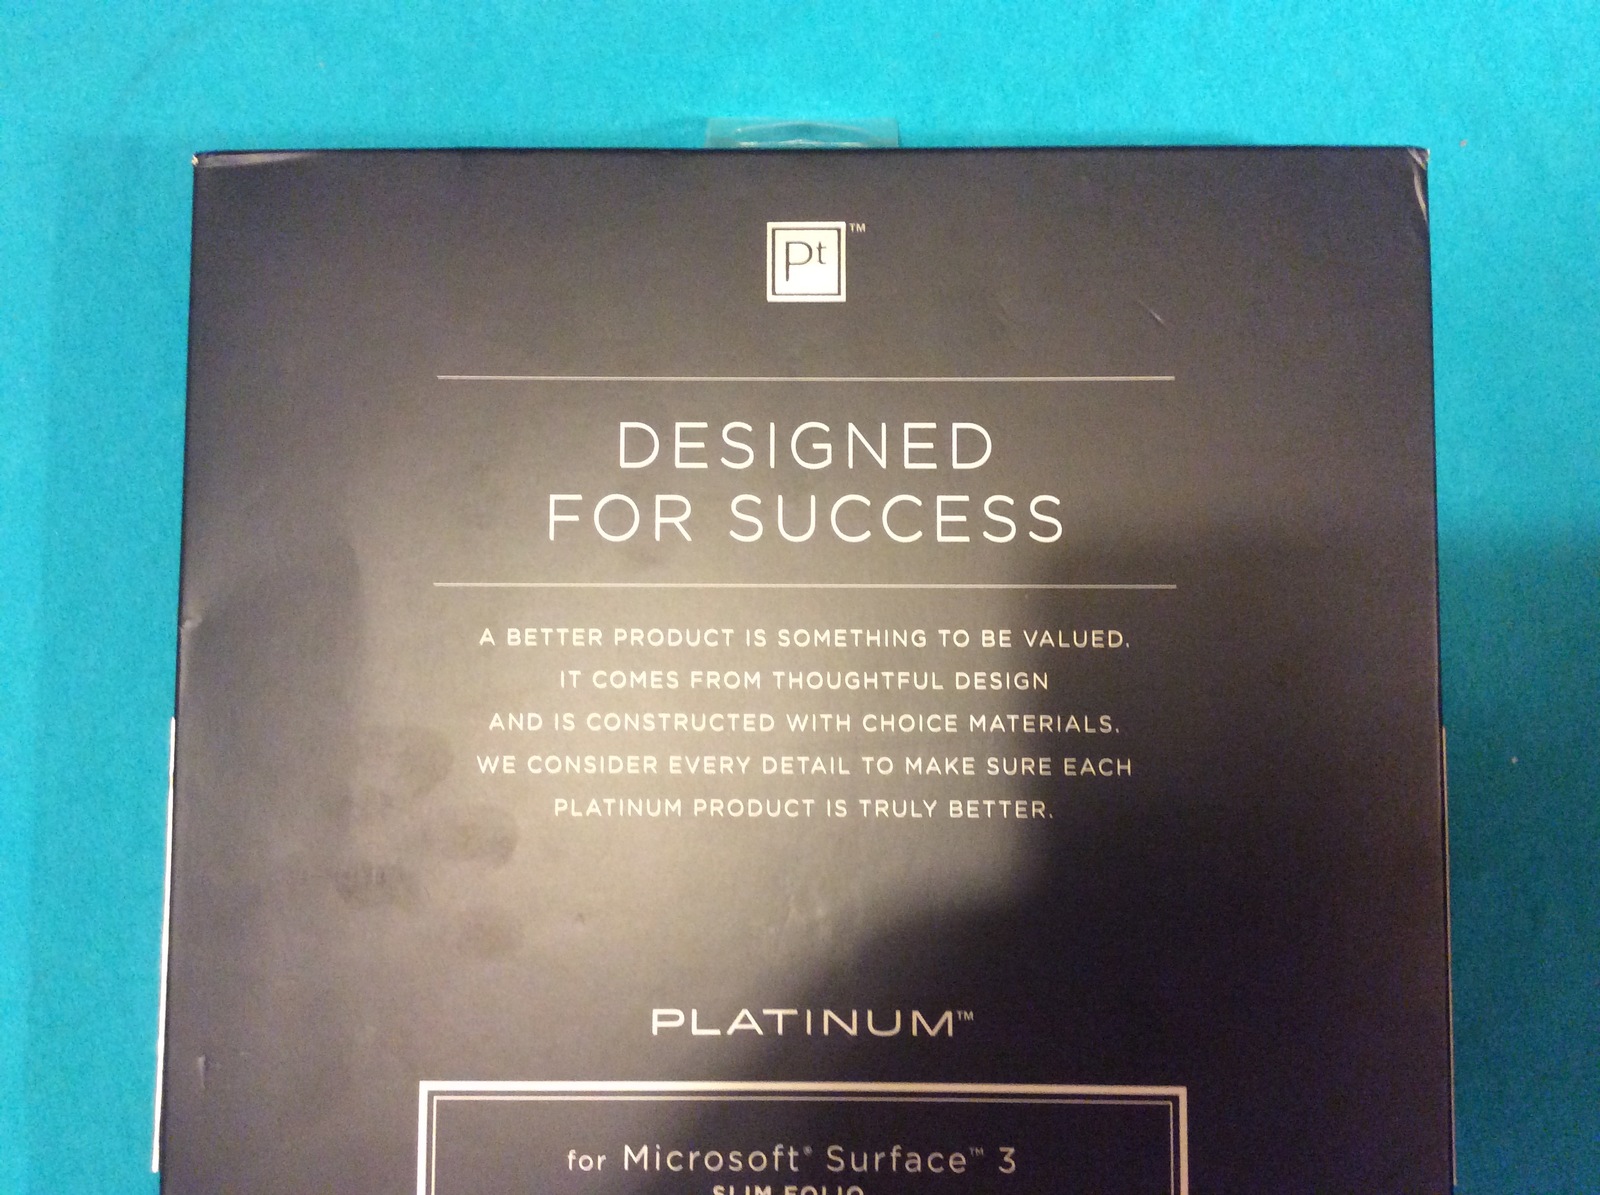 Pt™
DESIGNED
FOR SUCCESS
A BETTER PRODUCT IS SOMETHING TO BE VALUED.
IT COMES FROM THOUGHTFUL DESIGN
AND IS CONSTRUCTED WITH CHOICE MATERIALS.
WE CONSIDER EVERY DETAIL TO MAKE SURE EACH
PLATINUM PRODUCT IS TRULY BETTER.
PLATINUM™
for Microsoft® Surface™ 3
SLIM FOLIO